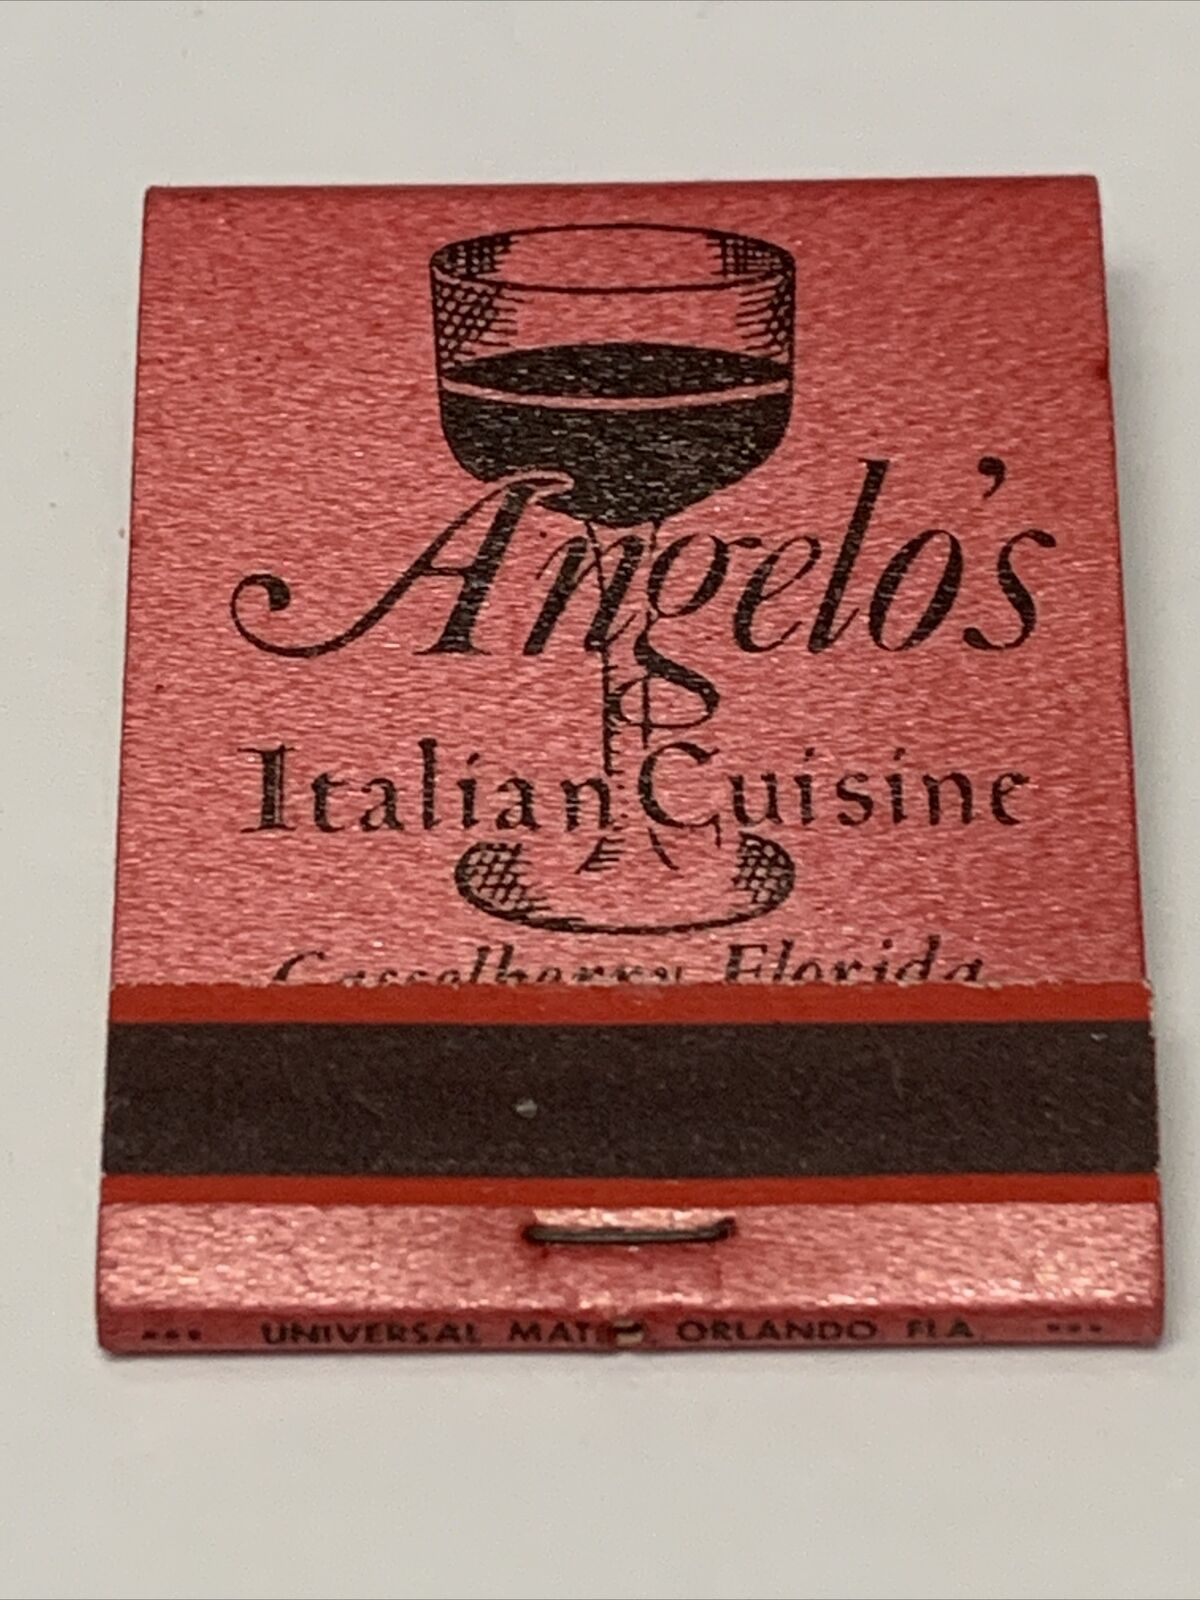 Angelo's
Italian Cuisine
Casselberry, Florida
UNIVERSAL MATCH, ORLANDO FLA.